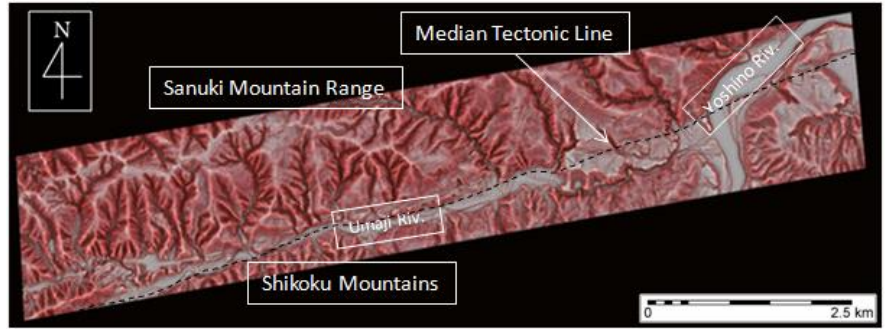 N
Median Tectonic Line
Yoshino Riv.
Sanuki Mountain Range
Umaji Riv.
Shikoku Mountains
0 2.5 km